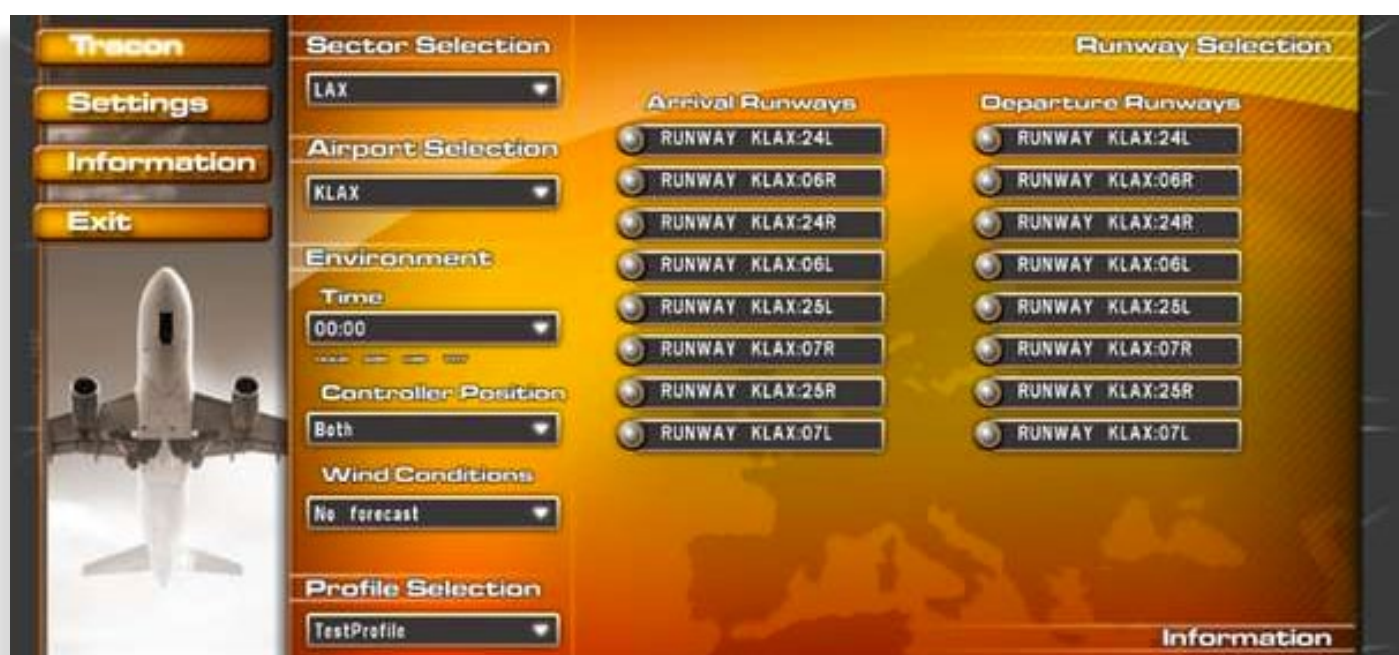 Tracon
Settings
Information
Exit
Sector Selection
LAX
Airport Selection
KLAX
Environment
Time
00:00
Controller Position
Both
Wind Conditions
No forecast
Profile Selection
TestProfile
Runway Selection
Arrival Runways
RUNWAY KLAX:24L
RUNWAY KLAX:06R
RUNWAY KLAX:24R
RUNWAY KLAX:06L
RUNWAY KLAX:25L
RUNWAY KLAX:07R
RUNWAY KLAX:25R
RUNWAY KLAX:07L
Departure Runways
RUNWAY KLAX:24L
RUNWAY KLAX:06R
RUNWAY KLAX:24R
RUNWAY KLAX:06L
RUNWAY KLAX:25L
RUNWAY KLAX:07R
RUNWAY KLAX:25R
RUNWAY KLAX:07L
Information